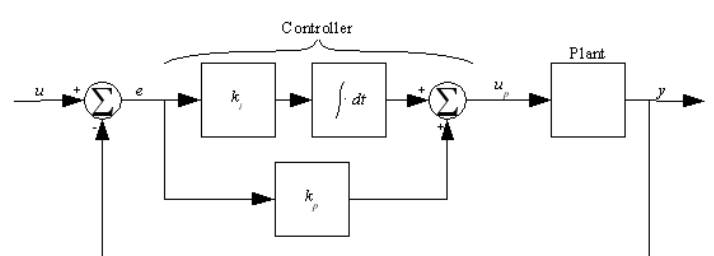 Controller
Plant
u + Σ e k_i ∫· dt + Σ u_p y
-
+
k_p